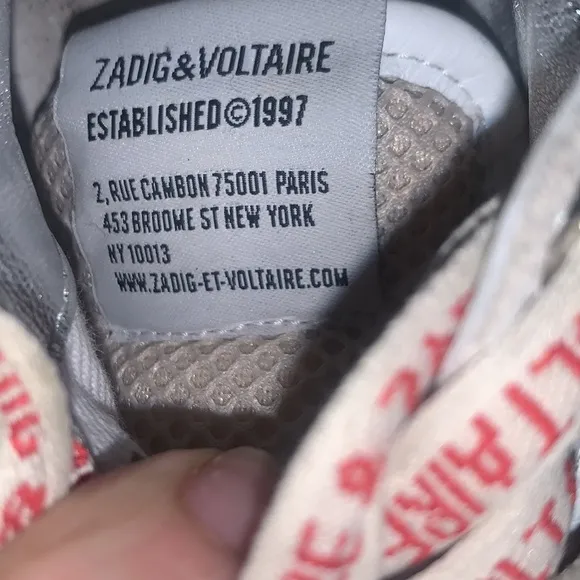 ZADIG&VOLTAIRE
ESTABLISHED©1997
2, RUE CAMBON 75001 PARIS
453 BROOME ST NEW YORK
NY 10013
WWW.ZADIG-ET-VOLTAIRE.COM